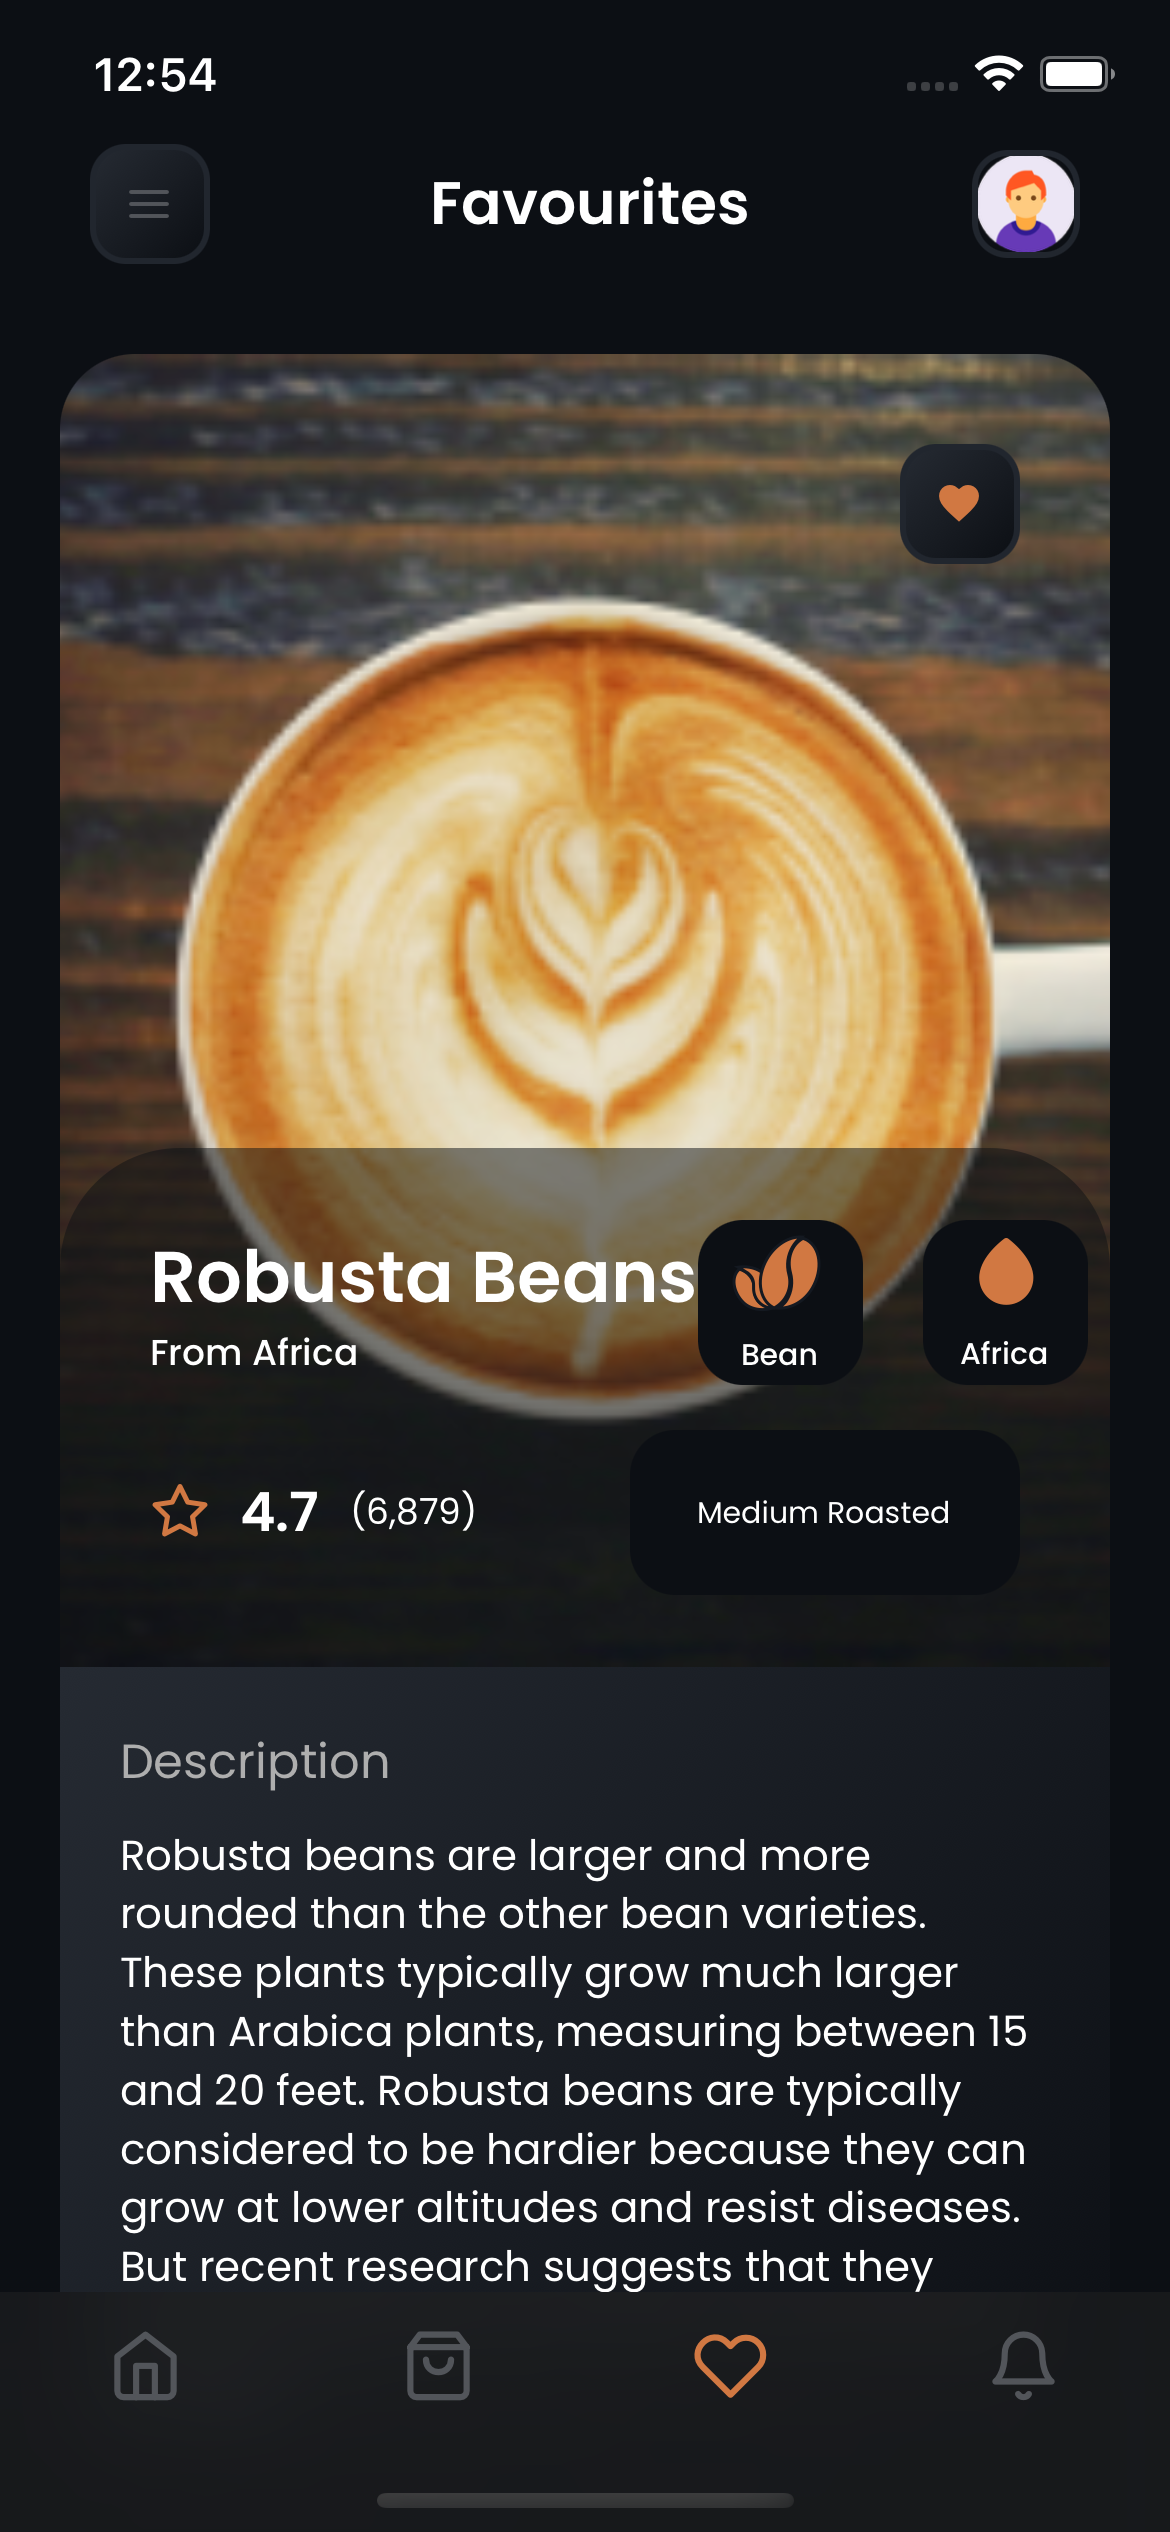 12:54
Favourites
Robusta Beans
From Africa
Bean
Africa
4.7 (6,879)
Medium Roasted
Description
Robusta beans are larger and more
rounded than the other bean varieties.
These plants typically grow much larger
than Arabica plants, measuring between 15
and 20 feet. Robusta beans are typically
considered to be hardier because they can
grow at lower altitudes and resist diseases.
But recent research suggests that they